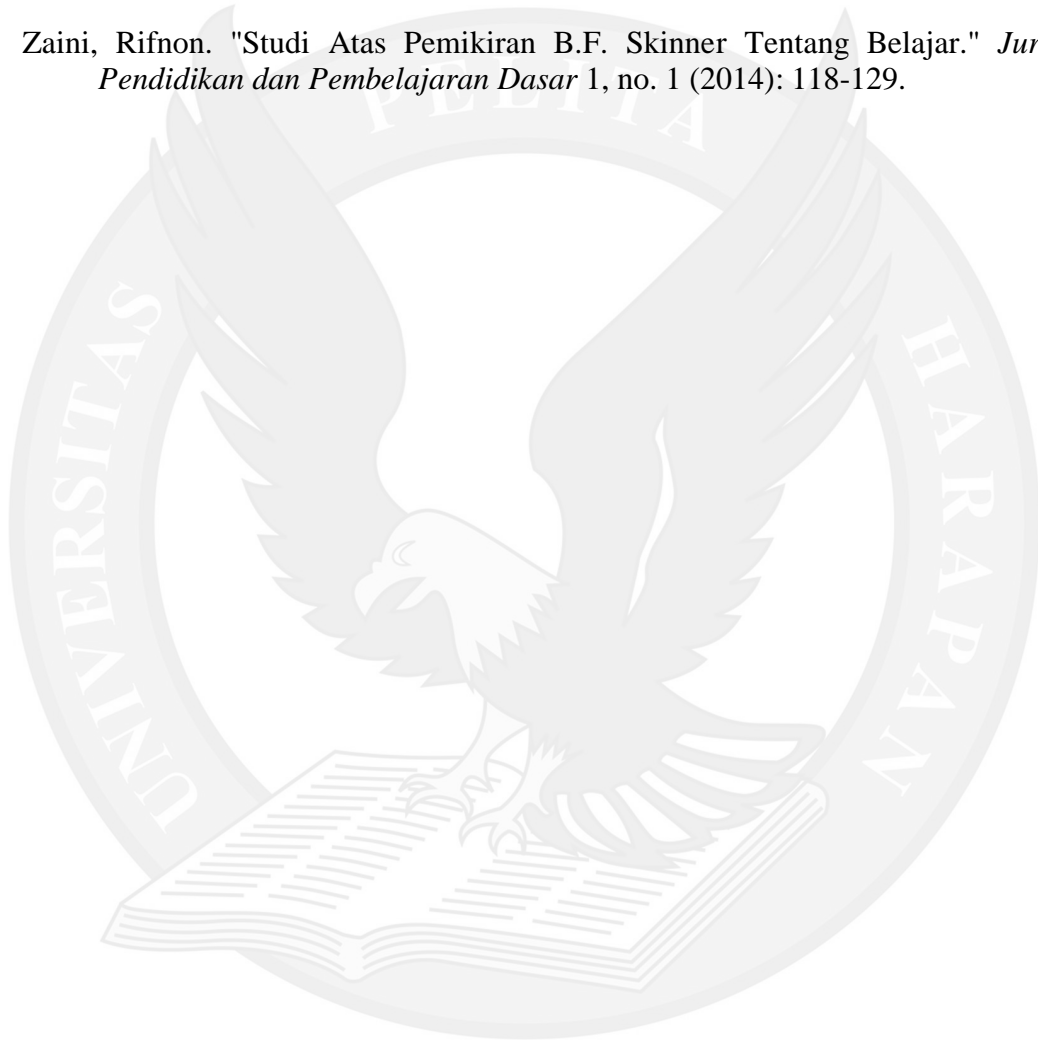 Zaini, Rifnon. "Studi Atas Pemikiran B.F. Skinner Tentang Belajar." Jur
Pendidikan dan Pembelajaran Dasar 1, no. 1 (2014): 118-129.
UNIVERSITAS PELITA HARAPAN